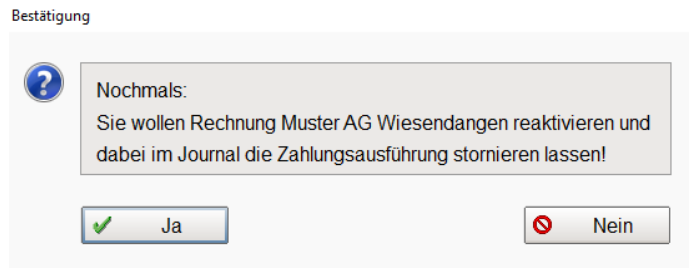 Bestätigung
Nochmals:
Sie wollen Rechnung Muster AG Wiesendangen reaktivieren und
dabei im Journal die Zahlungsausführung stornieren lassen!
Ja
Nein